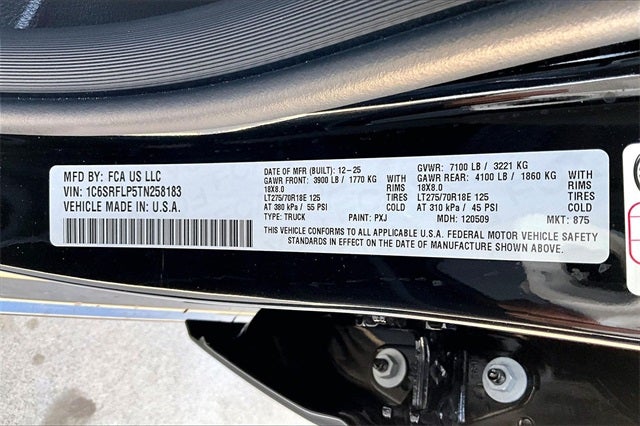 MFD BY: FCA US LLC
VIN: 1C6SRFLP5TN258183
VEHICLE MADE IN U.S.A.
DATE OF MFR (BUILT): 12-25 GVWR: 7100 LB / 3221 KG
GAWR FRONT: 3900 LB / 1770 KG WITH GAWR REAR: 4100 LB / 1860 KG WITH
18X8.0 RIMS 18X8.0 RIMS
LT275/70R18E 125 TIRES LT275/70R18E 125 TIRES
AT 380 kPa / 55 PSI COLD AT 310 kPa / 45 PSI COLD
TYPE: TRUCK PAINT: PXJ MDH: 120509 MKT: 875
THIS VEHICLE CONFORMS TO ALL APPLICABLE U.S.A. FEDERAL MOTOR VEHICLE SAFETY
STANDARDS IN EFFECT ON THE DATE OF MANUFACTURE SHOWN ABOVE.